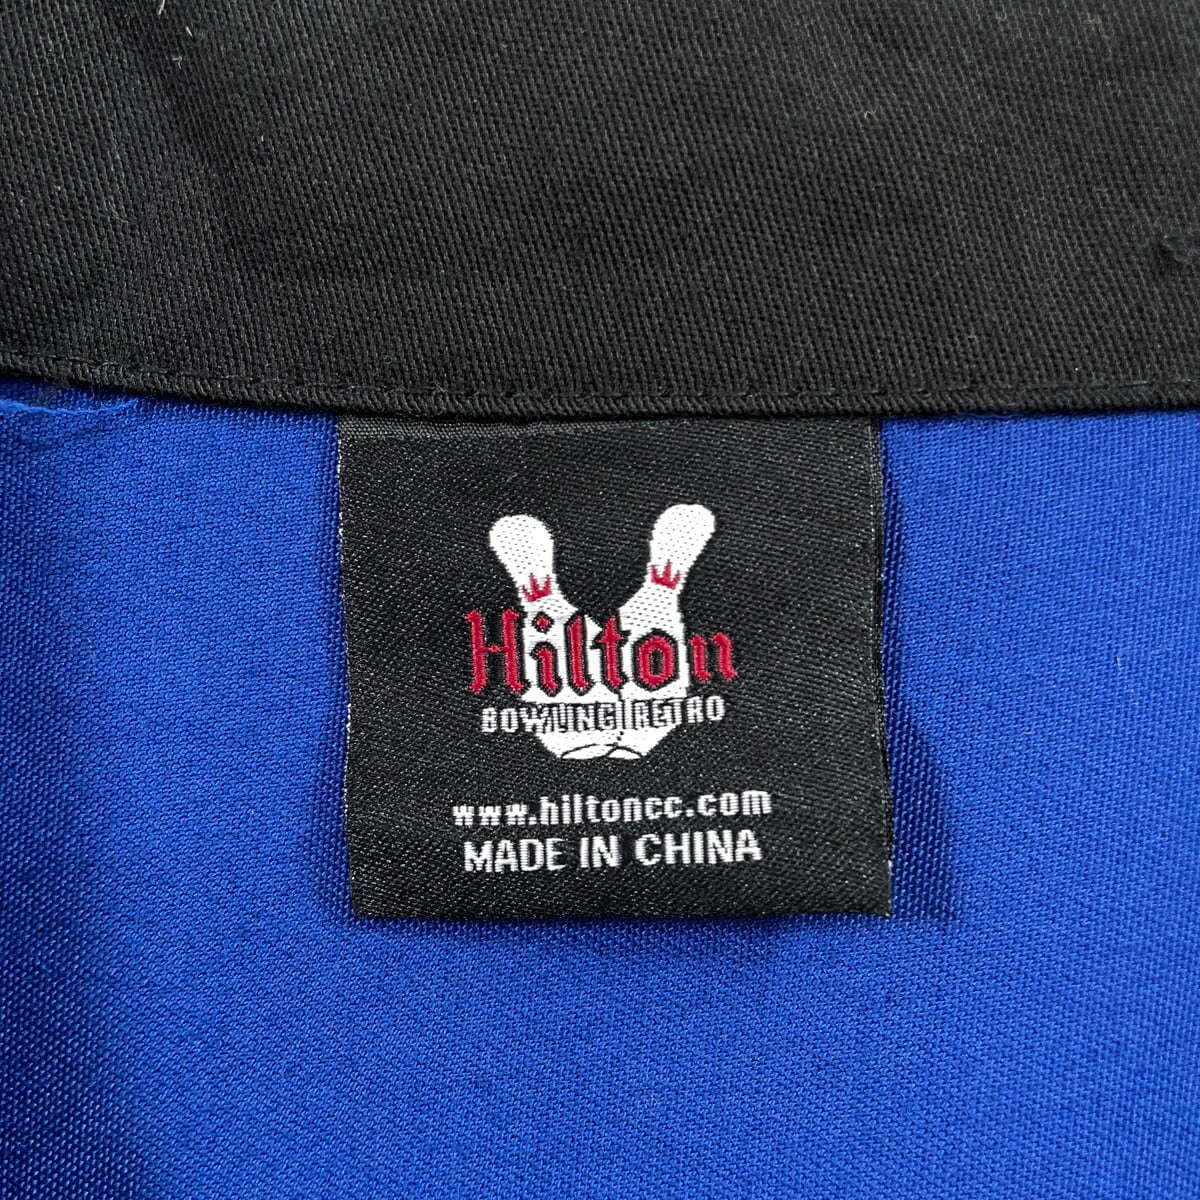 Hilton
BOWLING RETRO
www.hiltoncc.com
MADE IN CHINA